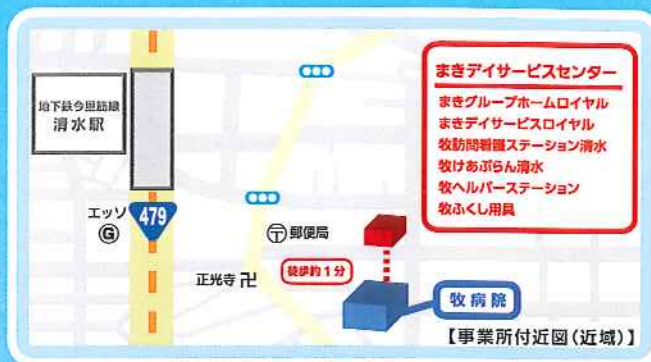 地下鉄今里筋線
清水駅
エッソ
G
479
〒郵便局
正光寺卍
徒歩約1分
まきデイサービスセンター
まきグループホームロイヤル
まきデイサービスロイヤル
牧訪問看護ステーション清水
牧けあぷらん清水
牧ヘルパーステーション
牧ふくし用具
牧病院
【事業所付近図(近域)】